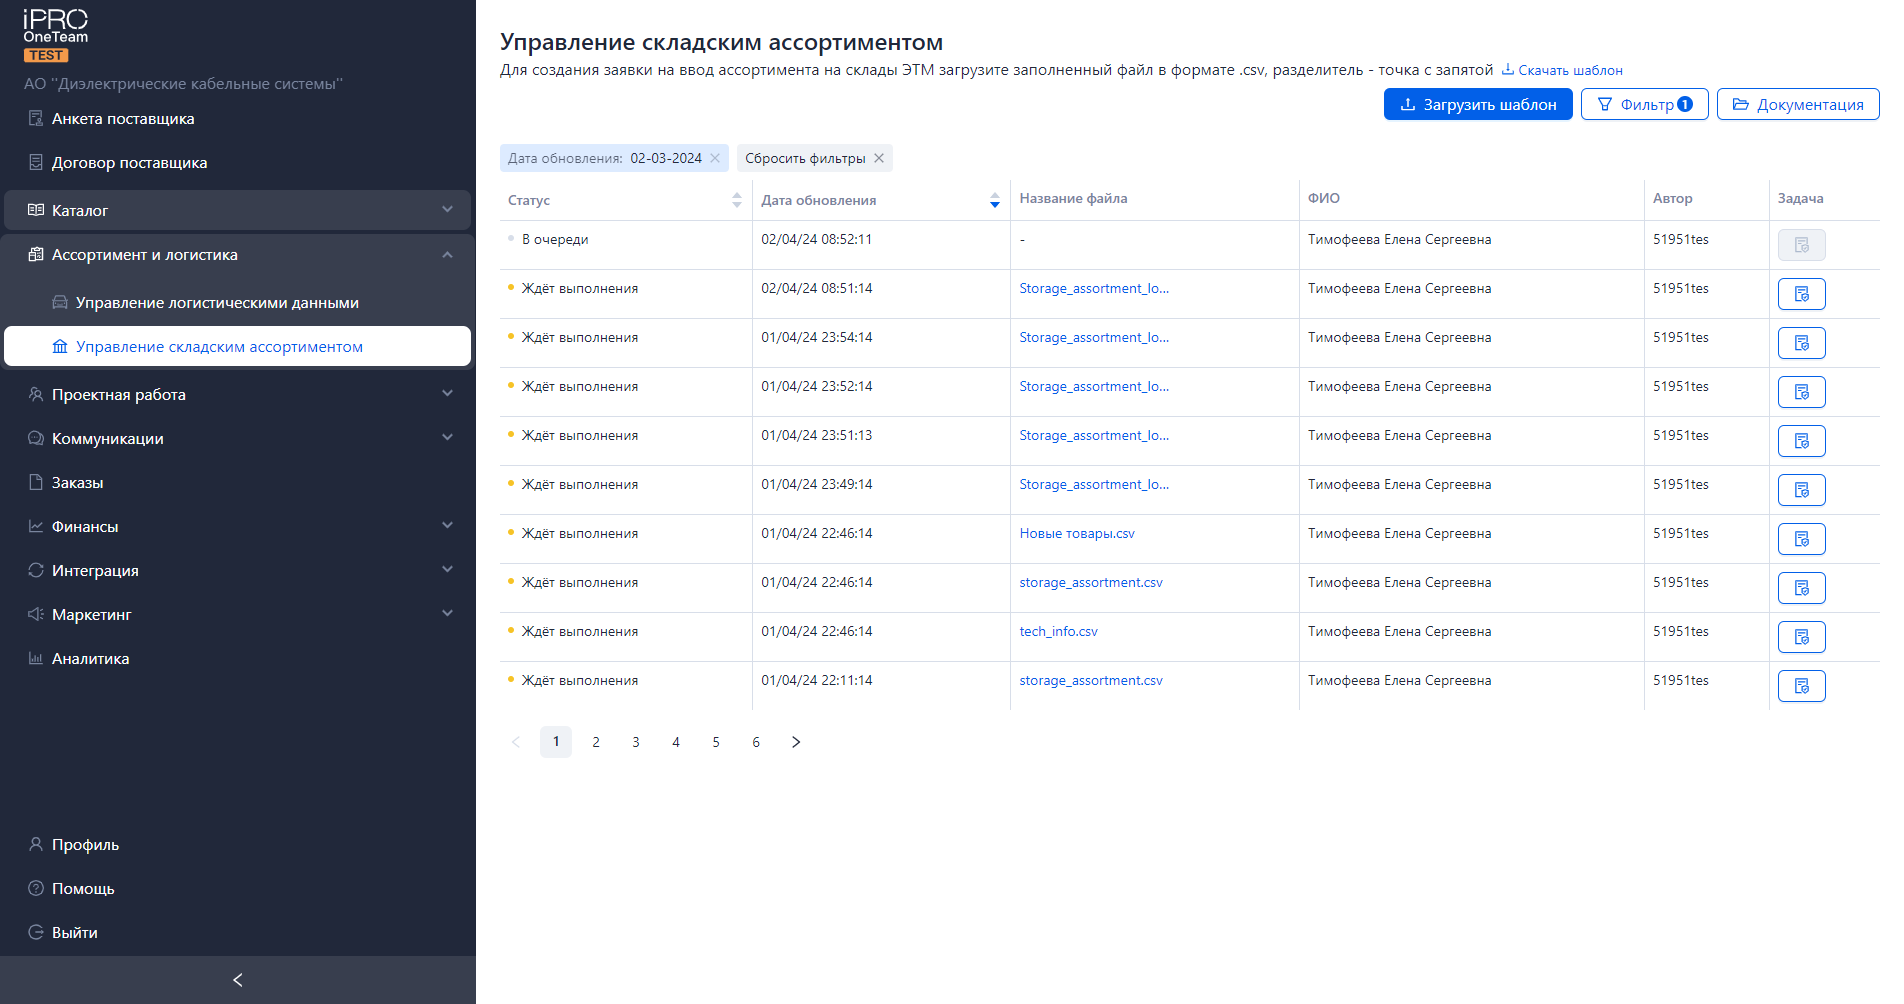 iPRO
OneTeam
TEST
АО "Диэлектрические кабельные системы"
Анкета поставщика
Договор поставщика
Каталог
Ассортимент и логистика
Управление логистическими данными
Управление складским ассортиментом
Проектная работа
Коммуникации
Заказы
Финансы
Интеграция
Маркетинг
Аналитика
Профиль
Помощь
Выйти
Управление складским ассортиментом
Для создания заявки на ввод ассортимента на склады ЭТМ загрузите заполненный файл в формате .csv, разделитель - точка с запятой Скачать шаблон
Загрузить шаблон Фильтр 1 Документация
Дата обновления: 02-03-2024 Сбросить фильтры
Статус Дата обновления Название файла ФИО Автор Задача
В очереди 02/04/24 08:52:11 - Тимофеева Елена Сергеевна 51951tes
Ждёт выполнения 02/04/24 08:51:14 Storage_assortment_lo... Тимофеева Елена Сергеевна 51951tes
Ждёт выполнения 01/04/24 23:54:14 Storage_assortment_lo... Тимофеева Елена Сергеевна 51951tes
Ждёт выполнения 01/04/24 23:52:14 Storage_assortment_lo... Тимофеева Елена Сергеевна 51951tes
Ждёт выполнения 01/04/24 23:51:13 Storage_assortment_lo... Тимофеева Елена Сергеевна 51951tes
Ждёт выполнения 01/04/24 23:49:14 Storage_assortment_lo... Тимофеева Елена Сергеевна 51951tes
Ждёт выполнения 01/04/24 22:46:14 Новые товары.csv Тимофеева Елена Сергеевна 51951tes
Ждёт выполнения 01/04/24 22:46:14 storage_assortment.csv Тимофеева Елена Сергеевна 51951tes
Ждёт выполнения 01/04/24 22:46:14 tech_info.csv Тимофеева Елена Сергеевна 51951tes
Ждёт выполнения 01/04/24 22:11:14 storage_assortment.csv Тимофеева Елена Сергеевна 51951tes
1 2 3 4 5 6